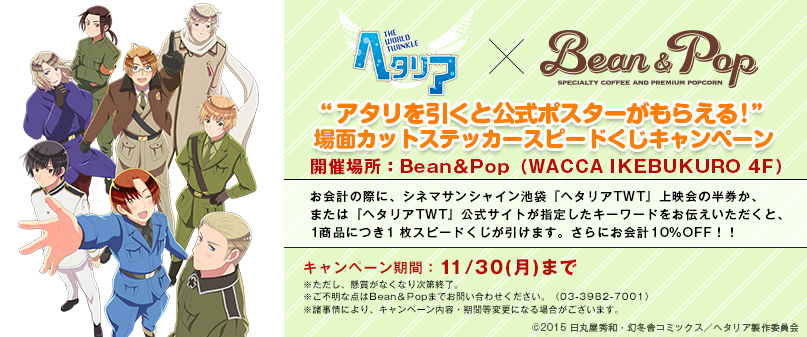 THE WORLD TWINKLE
ヘタリア
×
Bean & Pop
SPECIALTY COFFEE AND PREMIUM POPCORN
“アタリを引くと公式ポスターがもらえる!”
場面カットステッカースピードくじキャンペーン
開催場所：Bean&Pop（WACCA IKEBUKURO 4F）
お会計の際に、シネマサンシャイン池袋『ヘタリアTWT』上映会の半券か、
または『ヘタリアTWT』公式サイトが指定したキーワードをお伝えいただくと、
1商品につき1枚スピードくじが引けます。さらにお会計10％OFF！！
キャンペーン期間：11/30(月)まで
※ただし、懸賞がなくなり次第終了。
※ご不明な点はBean＆Popまでお問い合わせください。（03-3982-7001）
※諸事情により、キャンペーン内容・期間等変更になる場合がございます。
©2015 日丸屋秀和・幻冬舎コミックス／ヘタリア製作委員会